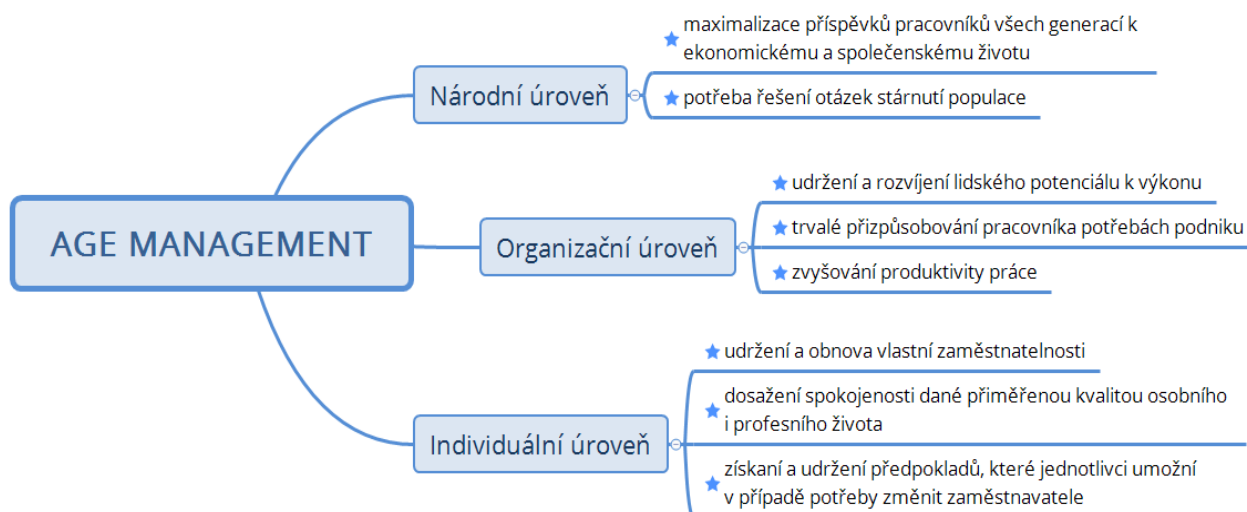 maximalizace příspěvků pracovníků všech generací k
ekonomickému a společenskému životu
Národní úroveň
potřeba řešení otázek stárnutí populace
udržení a rozvíjení lidského potenciálu k výkonu
AGE MANAGEMENT
Organizační úroveň
trvalé přizpůsobování pracovníka potřebách podniku
zvyšování produktivity práce
udržení a obnova vlastní zaměstnatelnosti
dosažení spokojenosti dané přiměřenou kvalitou osobního
i profesního života
Individuální úroveň
získaní a udržení předpokladů, které jednotlivci umožní
v případě potřeby změnit zaměstnavatele